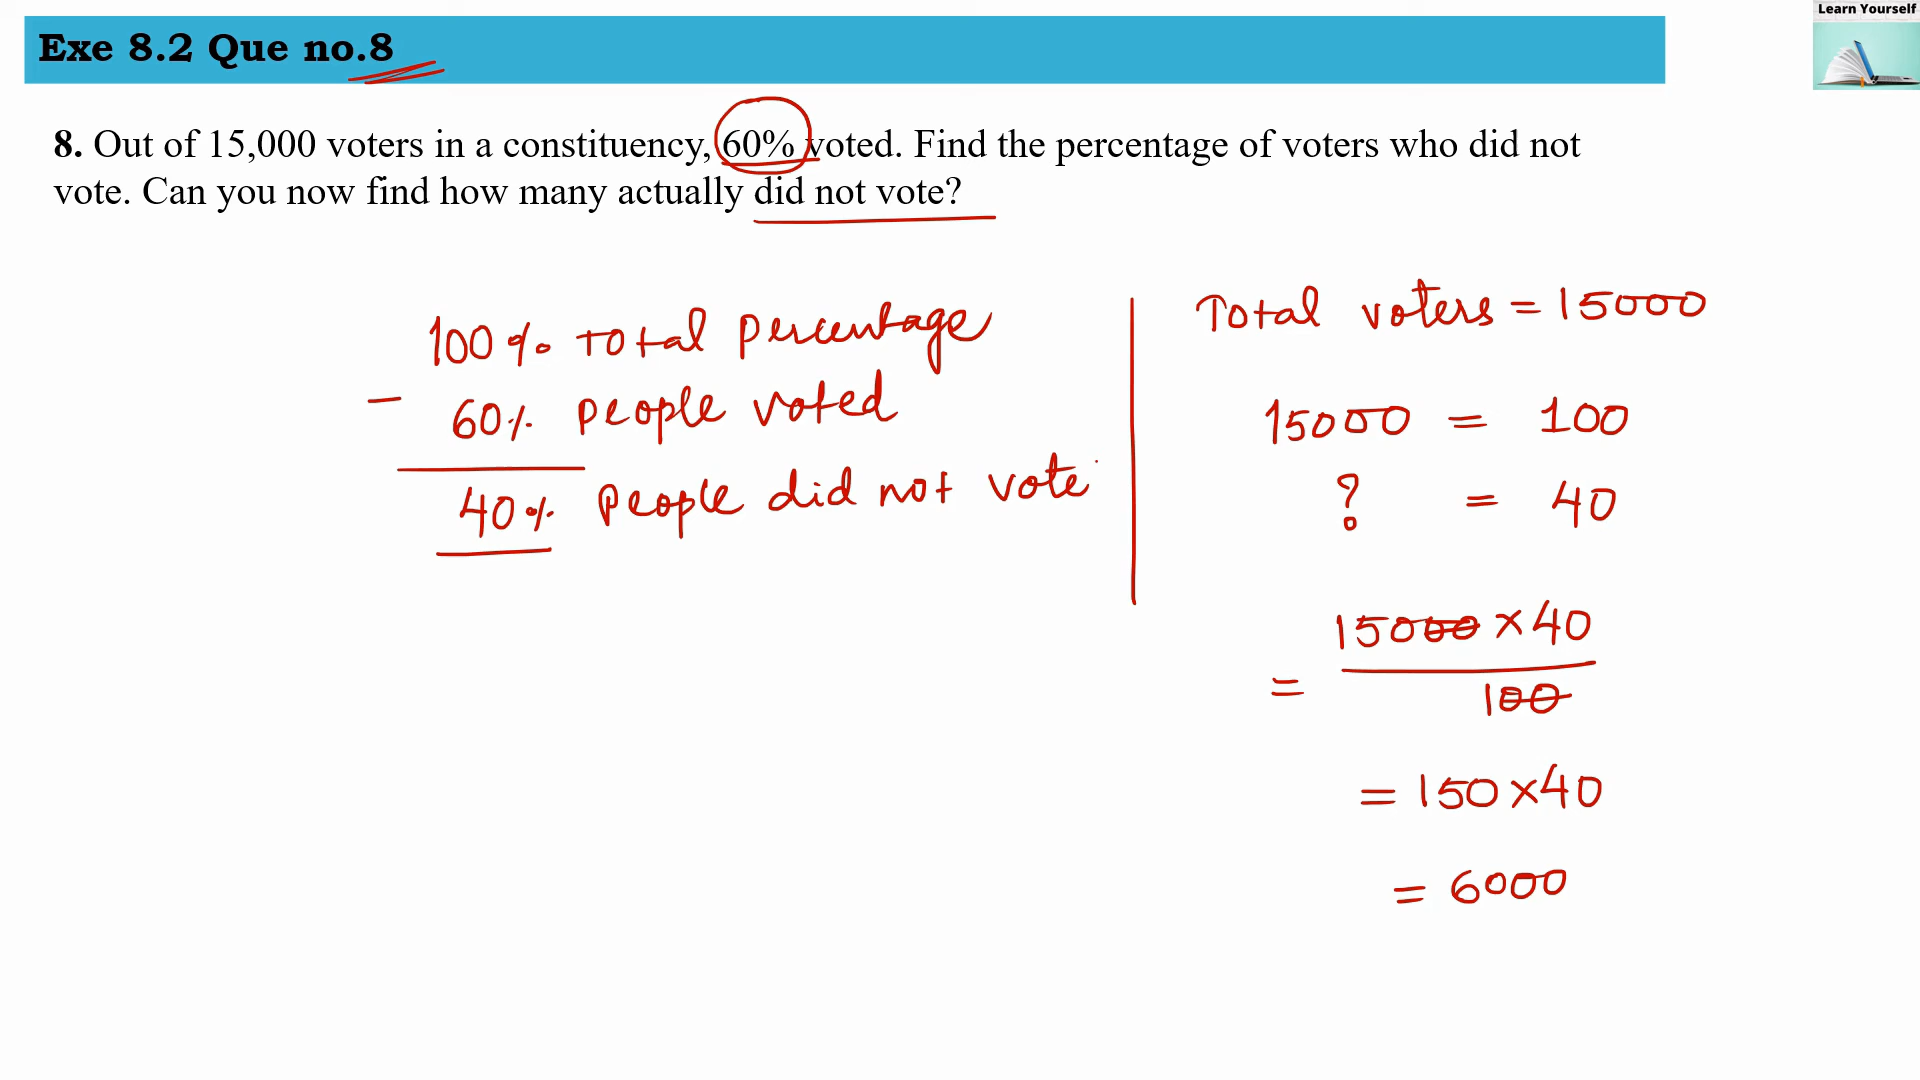 Learn Yourself
Exe 8.2 Que no.8
8. Out of 15,000 voters in a constituency, 60% voted. Find the percentage of voters who did not
vote. Can you now find how many actually did not vote?
100% Total percentage
- 60% people voted
40% People did not vote
Total voters = 15000
15000 = 100
? = 40
= 15000 × 40
100
= 150 × 40
= 6000